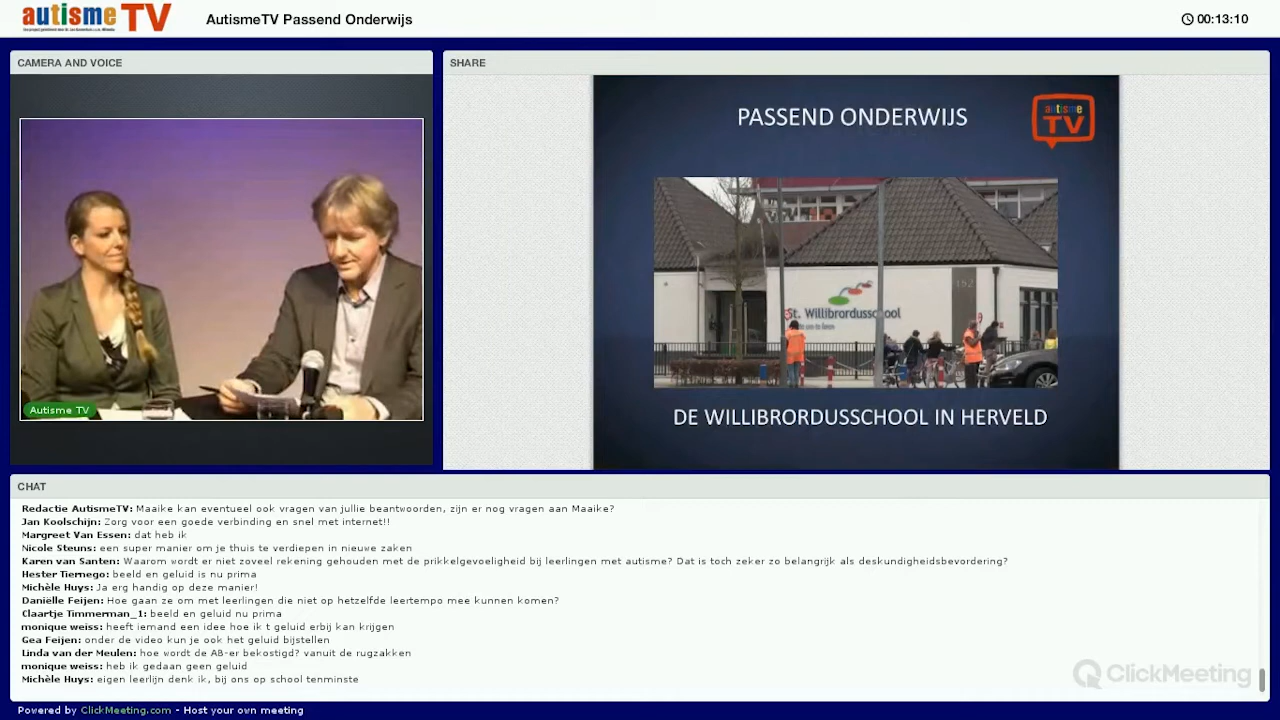 autisme TV
AutismeTV Passend Onderwijs
00:13:10
CAMERA AND VOICE
SHARE
PASSEND ONDERWIJS
autisme
TV
152
St. Willibrordusschool
DE WILLIBRORDUSSCHOOL IN HERVELD
Autisme TV
CHAT
Redactie AutismeTV: Maaike kan eventueel ook vragen van jullie beantwoorden, zijn er nog vragen aan Maaike?
Jan Koolschijn: Zorg voor een goede verbinding en snel met internet!!
Margreet Van Essen: dat heb ik
Nicole Steuns: een super manier om je thuis te verdiepen in nieuwe zaken
Karen van Santen: Waarom wordt er niet zoveel rekening gehouden met de prikkelgevoeligheid bij leerlingen met autisme? Dat is toch zeker zo belangrijk als deskundigheidsbevordering?
Hester Tiernego: beeld en geluid is nu prima
Michèle Huys: Ja erg handig op deze manier!
Daniëlle Feijen: Hoe gaan ze om met leerlingen die niet op hetzelfde leertempo mee kunnen komen?
Claartje Timmerman_1: beeld en geluid nu prima
monique weiss: heeft iemand een idee hoe ik t geluid erbij kan krijgen
Gea Feijen: onder de video kun je ook het geluid bijstellen
Linda van der Meulen: hoe wordt de AB-er bekostigd? vanuit de rugzakken
monique weiss: heb ik gedaan geen geluid
Michèle Huys: eigen leerlijn denk ik, bij ons op school tenminste
ClickMeeting
Powered by ClickMeeting.com - Host your own meeting